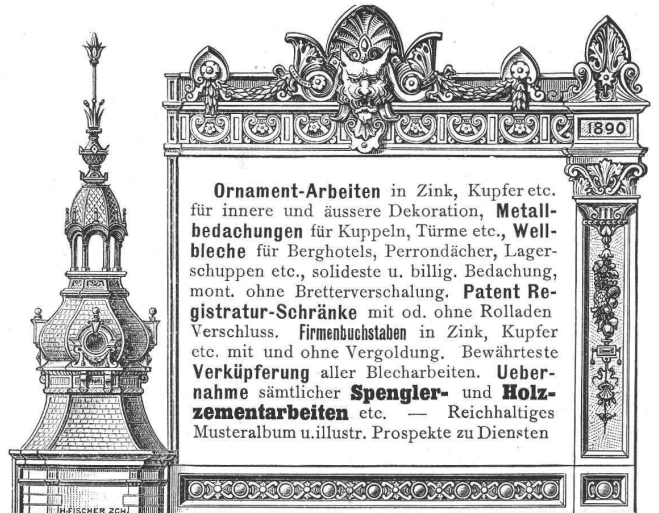 1890
Ornament-Arbeiten in Zink, Kupfer etc.
für innere und äussere Dekoration, Metall-
bedachungen für Kuppeln, Türme etc., Well-
bleche für Berghotels, Perrondächer, Lager-
schuppen etc., solideste u. billig. Bedachung,
mont. ohne Bretterverschalung. Patent Re-
gistratur-Schränke mit od. ohne Rolladen
Verschluss. Firmenbuchstaben in Zink, Kupfer
etc. mit und ohne Vergoldung. Bewährteste
Verküpferung aller Blecharbeiten. Ueber-
nahme sämtlicher Spengler- und Holz-
zementarbeiten etc. — Reichhaltiges
Musteralbum u. illustr. Prospekte zu Diensten
H. FISCHER ZCH.